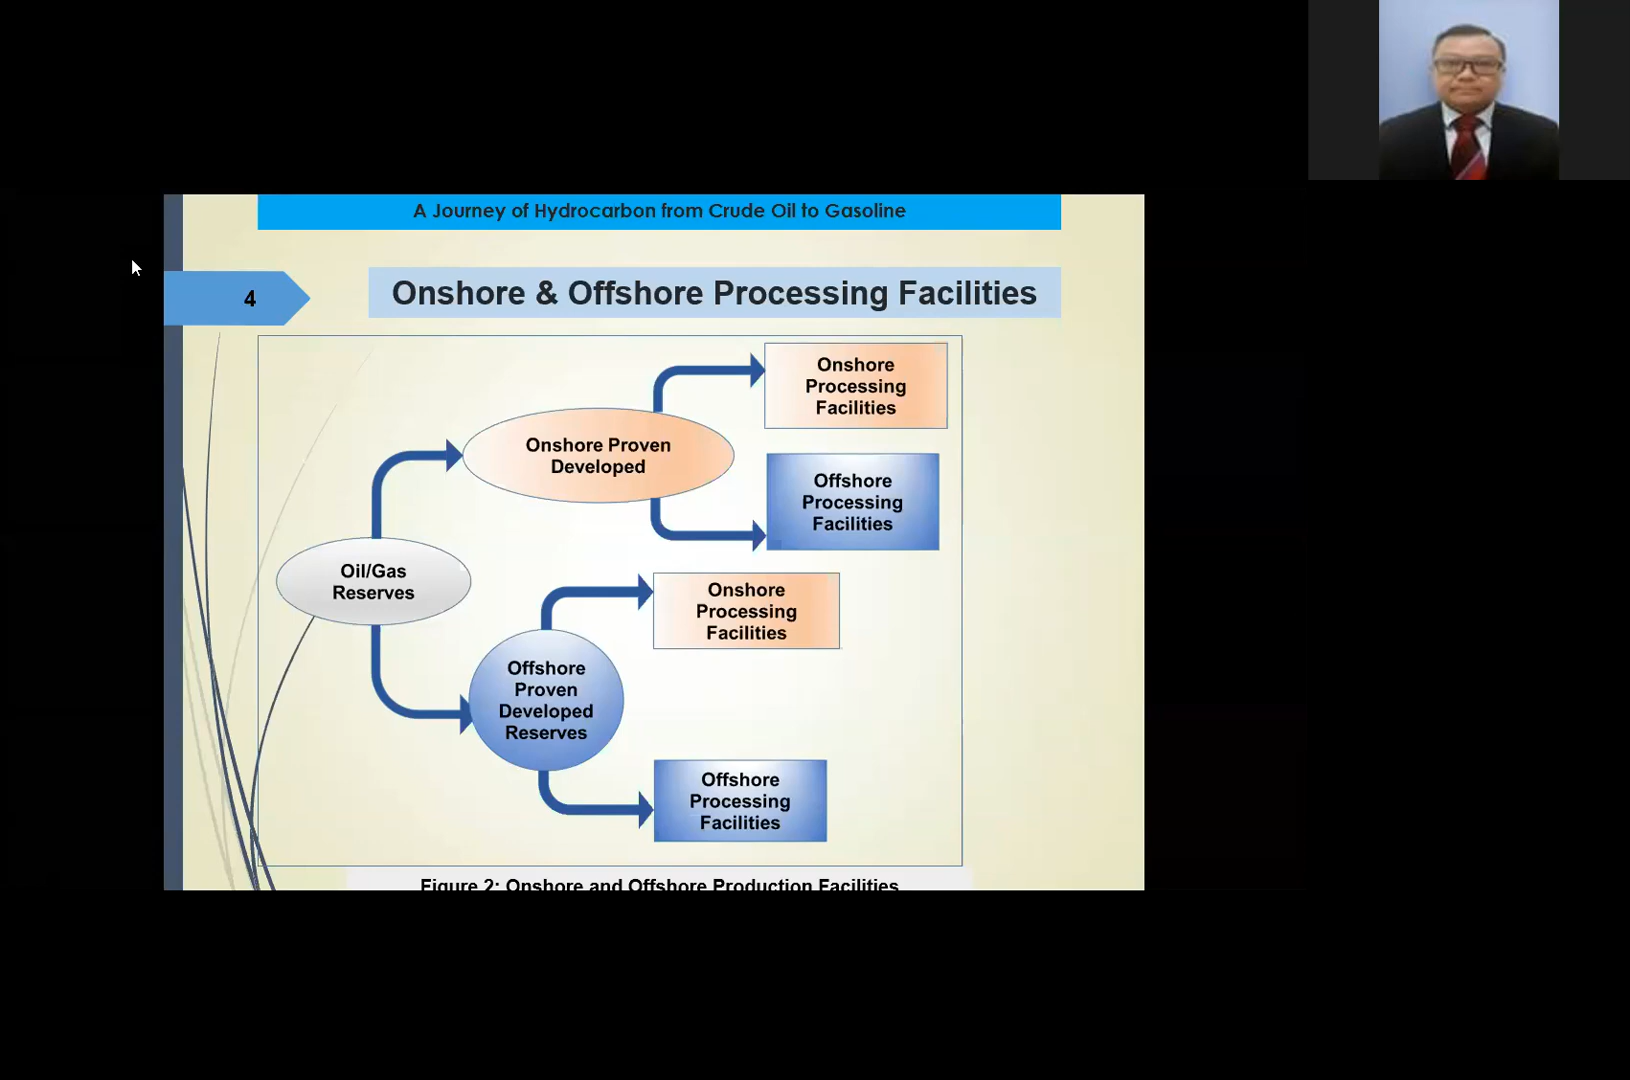 A Journey of Hydrocarbon from Crude Oil to Gasoline
4
Onshore & Offshore Processing Facilities
Onshore
Processing
Facilities
Onshore Proven
Developed
Offshore
Processing
Facilities
Oil/Gas
Reserves
Onshore
Processing
Facilities
Offshore
Proven
Developed
Reserves
Offshore
Processing
Facilities
Figure 2: Onshore and Offshore Production Facilities